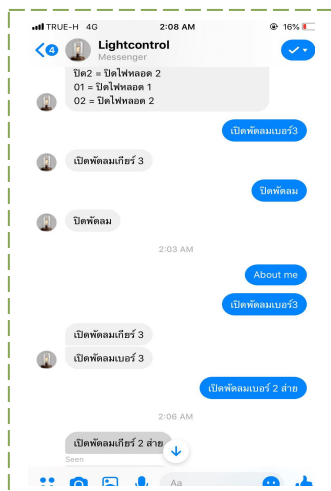 TRUE-H 4G 2:08 AM 16%
4 Lightcontrol
Messenger
ปิด2 = ปิดไฟหลอด 2
01 = ปิดไฟหลอด 1
02 = ปิดไฟหลอด 2
เปิดพัดลมเบอร์3
เปิดพัดลมเกียร์ 3
ปิดพัดลม
ปิดพัดลม
2:03 AM
About me
เปิดพัดลมเบอร์3
เปิดพัดลมเกียร์ 3
เปิดพัดลมเบอร์ 3
เปิดพัดลมเบอร์ 2 ส่าย
2:06 AM
เปิดพัดลมเกียร์ 2 ส่าย
Seen
Aa